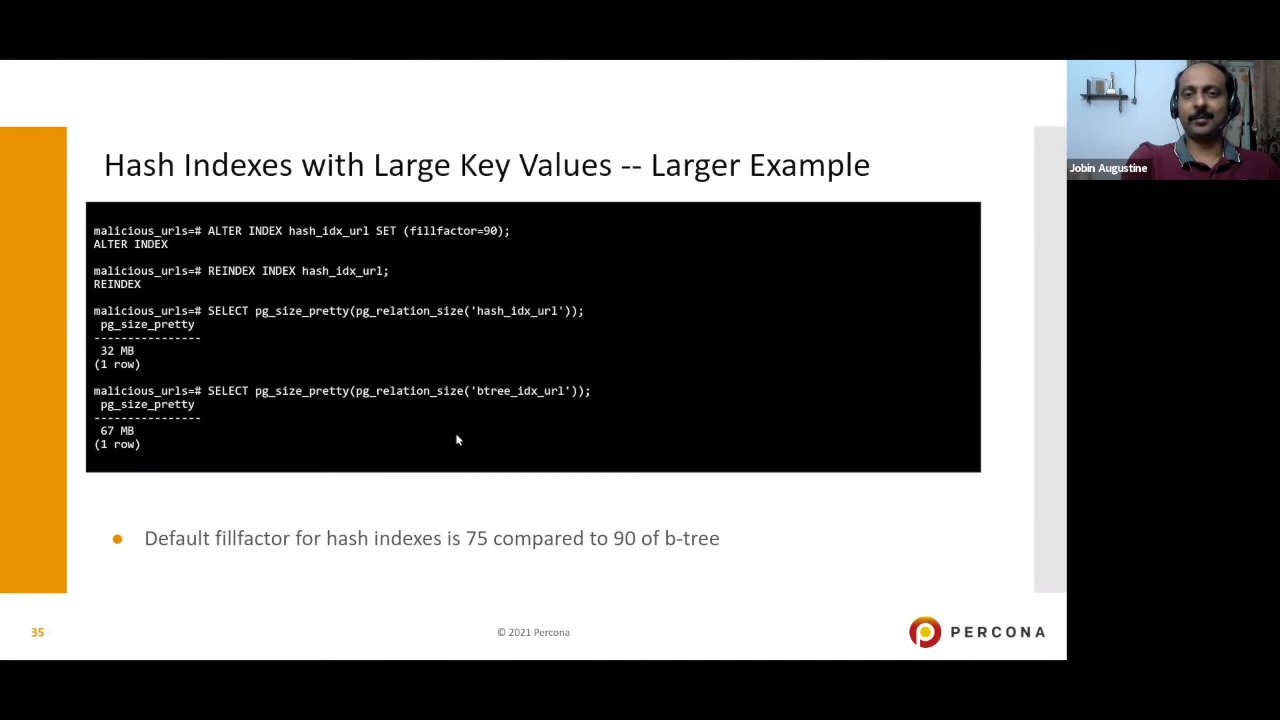 Hash Indexes with Large Key Values -- Larger Example
malicious_urls=# ALTER INDEX hash_idx_url SET (fillfactor=90);
ALTER INDEX
malicious_urls=# REINDEX INDEX hash_idx_url;
REINDEX
malicious_urls=# SELECT pg_size_pretty(pg_relation_size('hash_idx_url'));
pg_size_pretty
----------------
32 MB
(1 row)
malicious_urls=# SELECT pg_size_pretty(pg_relation_size('btree_idx_url'));
pg_size_pretty
----------------
67 MB
(1 row)
● Default fillfactor for hash indexes is 75 compared to 90 of b-tree
35
© 2021 Percona
PERCONA
Jobin Augustine